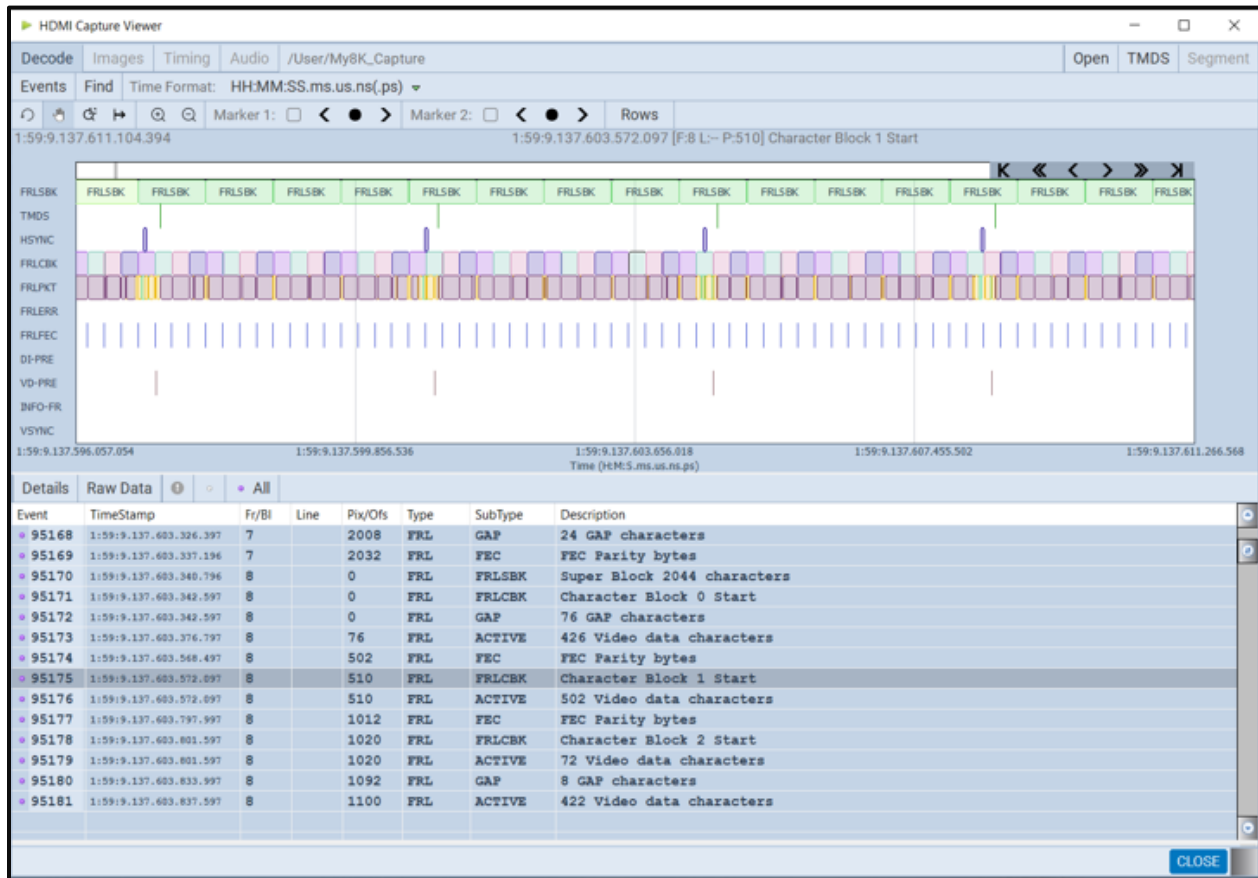 HDMI Capture Viewer
Decode Images Timing Audio /User/My8K_Capture Open TMDS Segment
Events Find Time Format: HH:MM:SS.ms.us.ns(.ps)
Marker 1: Marker 2: Rows
1:59:9.137.611.104.394 1:59:9.137.603.572.097 [F:8 L:-- P:510] Character Block 1 Start
FRLSBK FRLSBK FRLSBK FRLSBK FRLSBK FRLSBK FRLSBK FRLSBK FRLSBK FRLSBK FRLSBK FRLSBK FRLSBK FRLSBK FRLSBK FRLSBK FRLSBK FRLSBK
TMDS
HSYNC
FRLCBK
FRLPKT
FRLERR
FRLFEC
DI-PRE
VD-PRE
INFO-FR
VSYNC
1:59:9.137.596.057.054 1:59:9.137.599.856.536 1:59:9.137.603.656.018 1:59:9.137.607.455.502 1:59:9.137.611.266.568
Time (H:M:S.ms.us.ns.ps)
Details Raw Data All
Event TimeStamp Fr/Bl Line Pix/Ofs Type SubType Description
95168 1:59:9.137.603.326.397 7 2008 FRL GAP 24 GAP characters
95169 1:59:9.137.603.337.196 7 2032 FRL FEC FEC Parity bytes
95170 1:59:9.137.603.340.796 8 0 FRL FRLSBK Super Block 2044 characters
95171 1:59:9.137.603.342.597 8 0 FRL FRLCBK Character Block 0 Start
95172 1:59:9.137.603.342.597 8 0 FRL GAP 76 GAP characters
95173 1:59:9.137.603.376.797 8 76 FRL ACTIVE 426 Video data characters
95174 1:59:9.137.603.568.497 8 502 FRL FEC FEC Parity bytes
95175 1:59:9.137.603.572.097 8 510 FRL FRLCBK Character Block 1 Start
95176 1:59:9.137.603.572.097 8 510 FRL ACTIVE 502 Video data characters
95177 1:59:9.137.603.797.997 8 1012 FRL FEC FEC Parity bytes
95178 1:59:9.137.603.801.597 8 1020 FRL FRLCBK Character Block 2 Start
95179 1:59:9.137.603.801.597 8 1020 FRL ACTIVE 72 Video data characters
95180 1:59:9.137.603.833.997 8 1092 FRL GAP 8 GAP characters
95181 1:59:9.137.603.837.597 8 1100 FRL ACTIVE 422 Video data characters
CLOSE